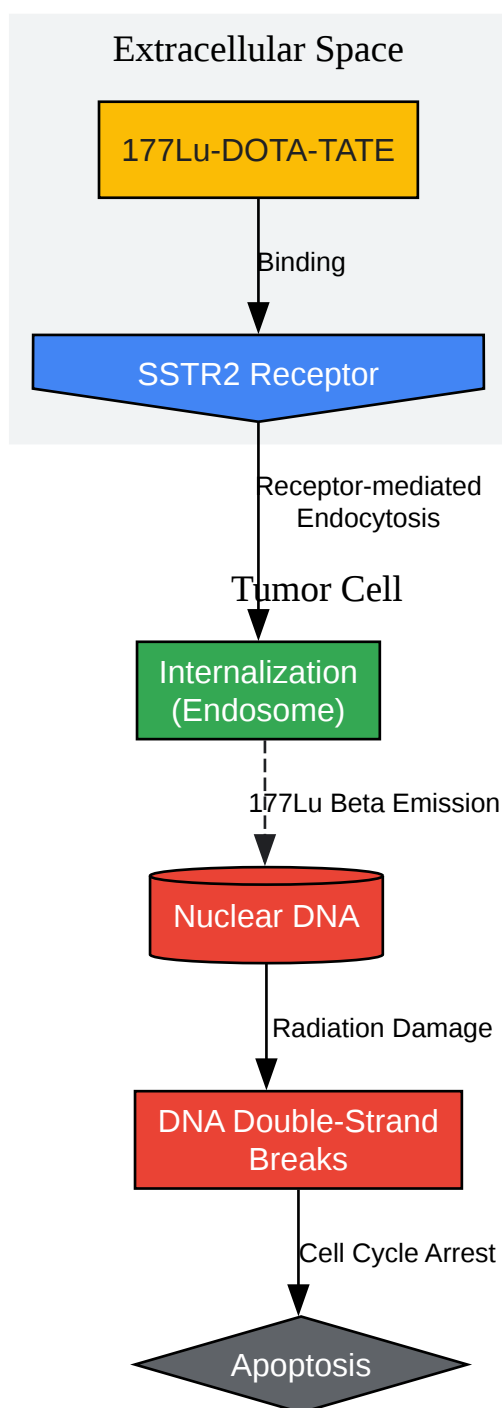 Extracellular Space
177Lu-DOTA-TATE
Binding
SSTR2 Receptor
Receptor-mediated
Endocytosis
Tumor Cell
Internalization
(Endosome)
177Lu Beta Emission
Nuclear DNA
Radiation Damage
DNA Double-Strand
Breaks
Cell Cycle Arrest
Apoptosis